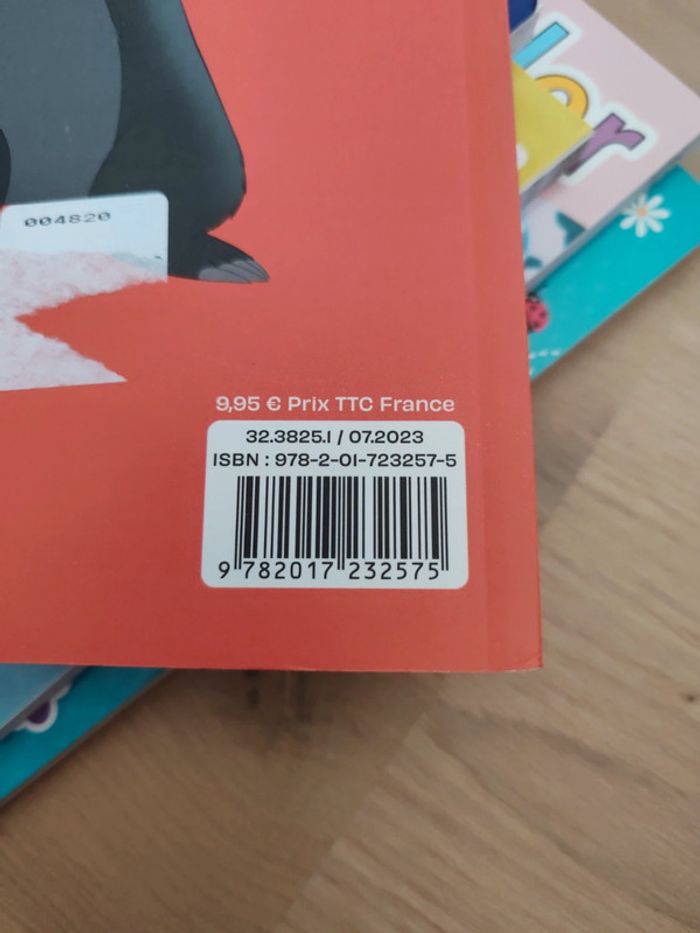 lor
004820
9,95 € Prix TTC France
32.3825.1 / 07.2023
ISBN : 978-2-01-723257-5
9 782017 232575